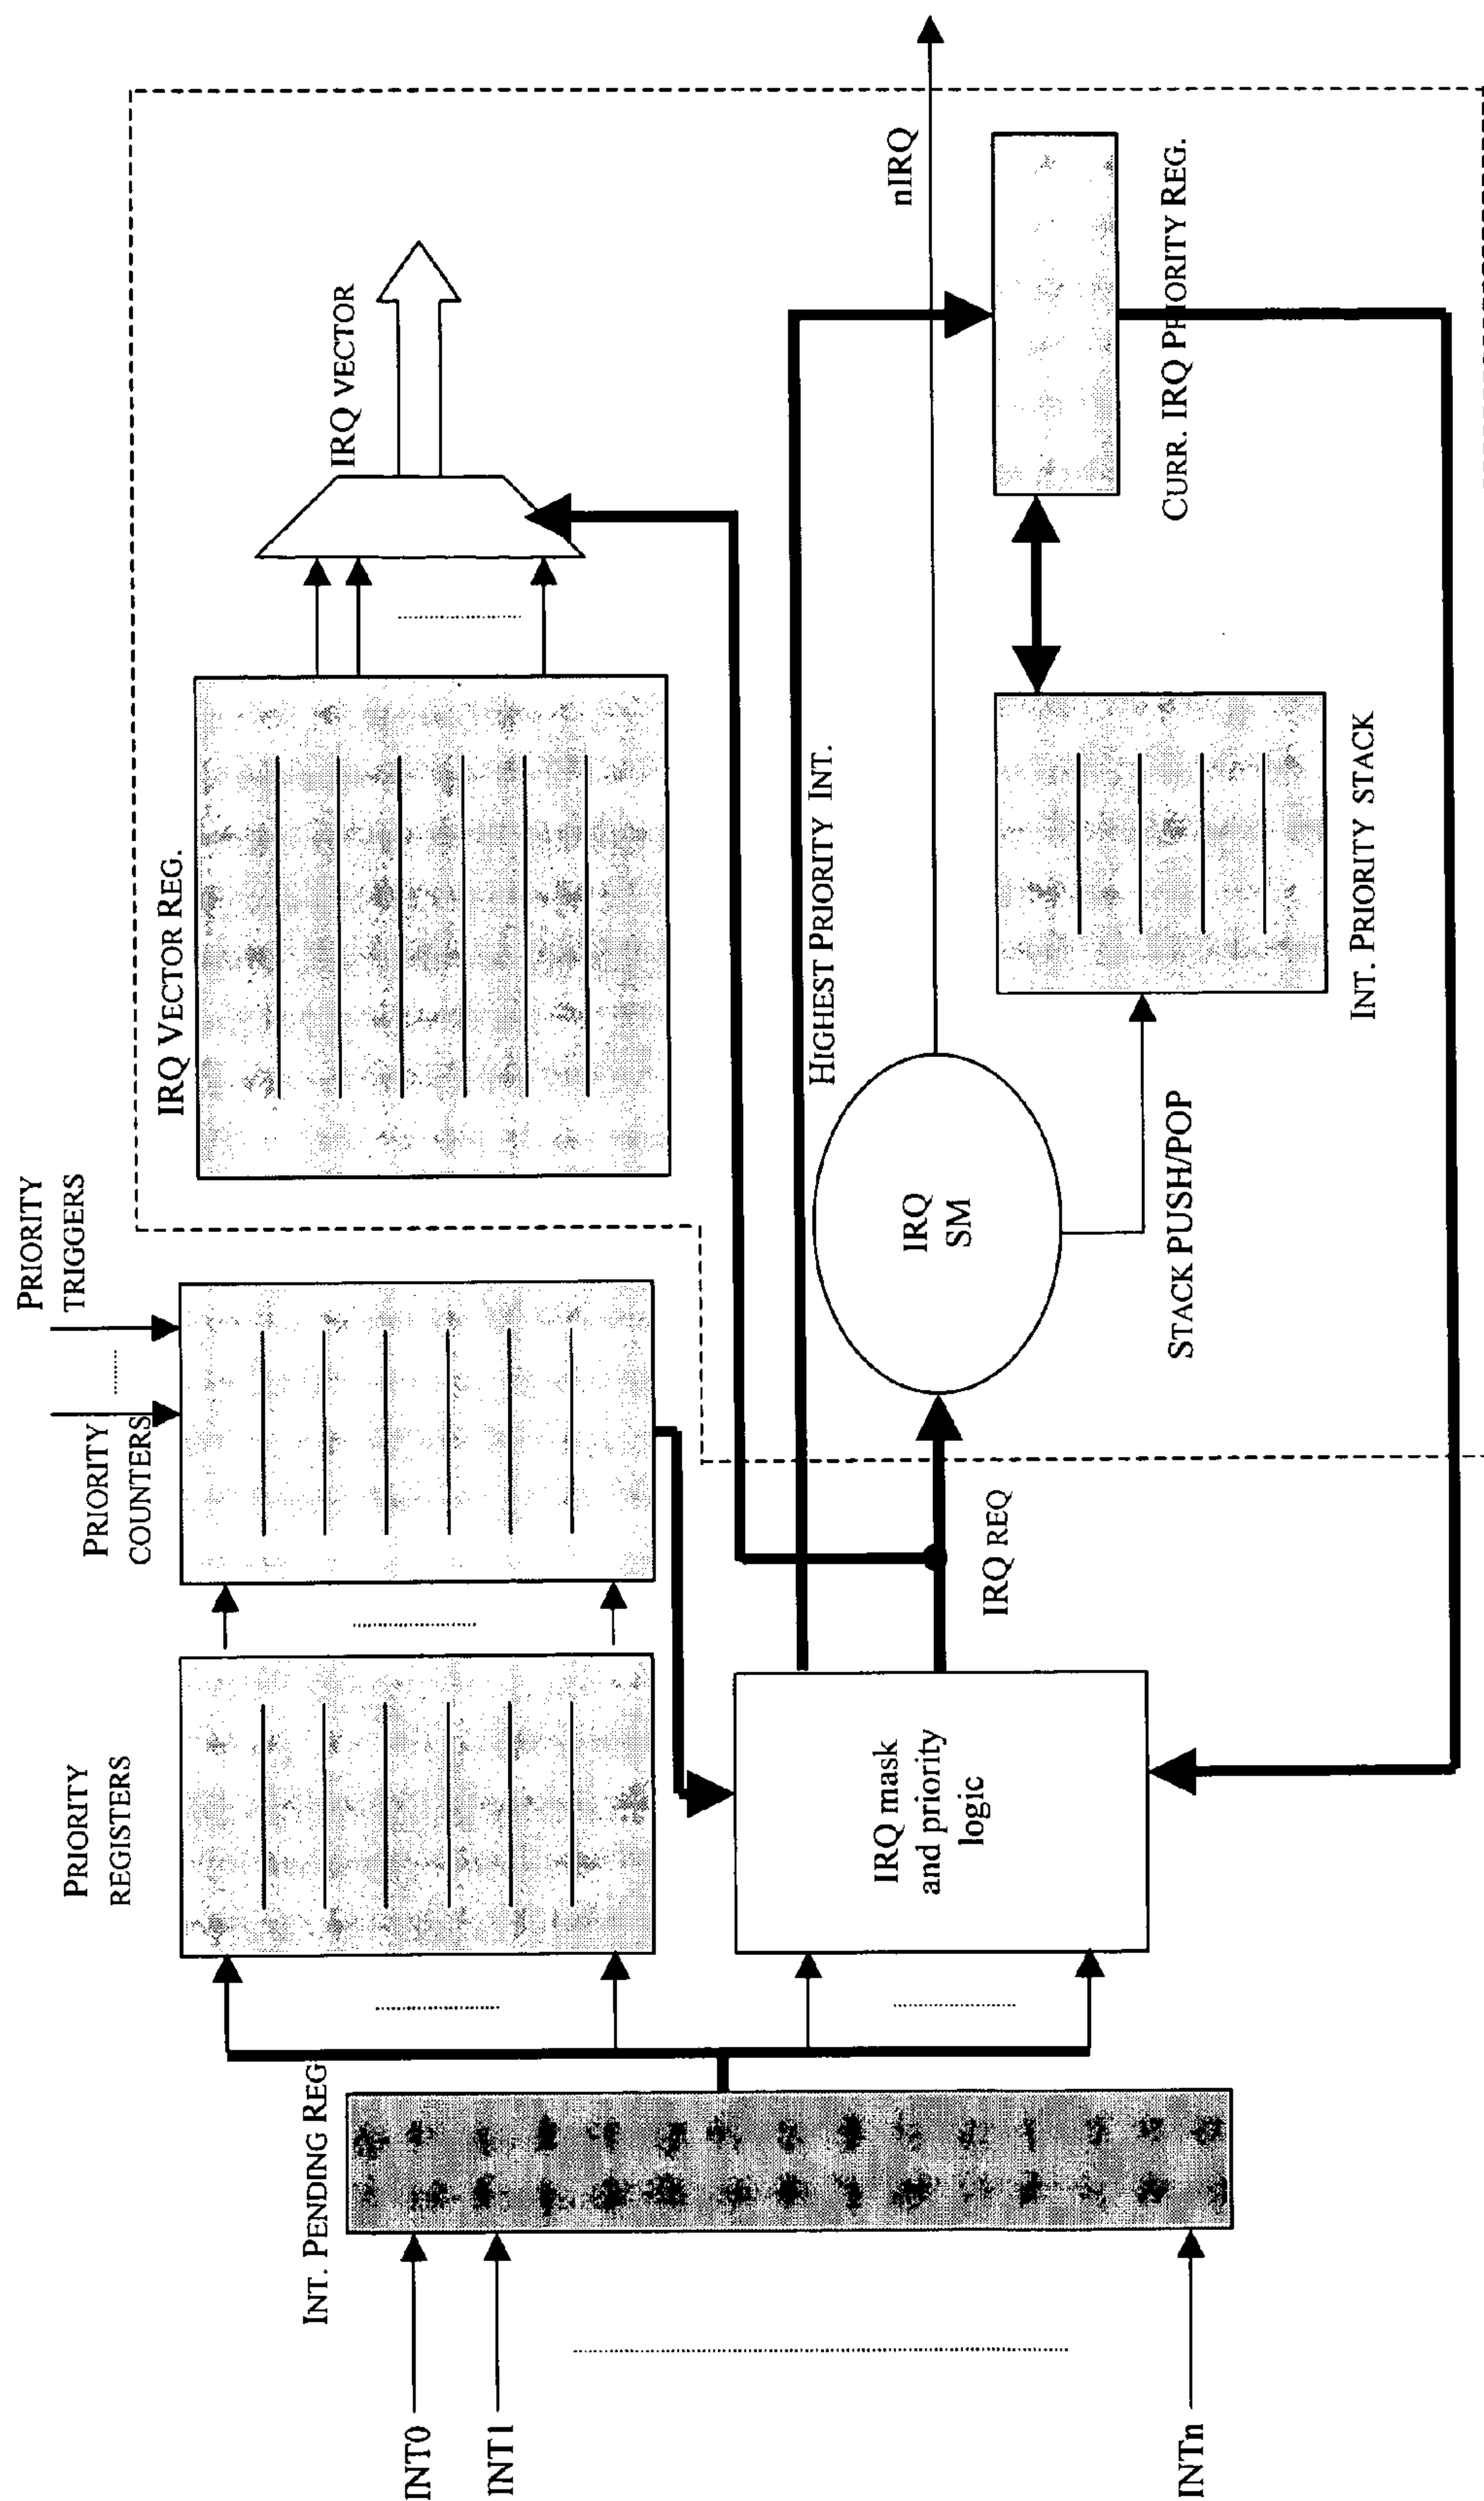 INT0
INT1
INTn
INT. PENDING REG
PRIORITY
REGISTERS
PRIORITY
COUNTERS
PRIORITY
TRIGGERS
IRQ mask
and priority
logic
IRQ REQ
IRQ
SM
STACK PUSH/POP
HIGHEST PRIORITY INT.
IRQ VECTOR REG.
IRQ VECTOR
nIRQ
INT. PRIORITY STACK
CURR. IRQ PRIORITY REG.